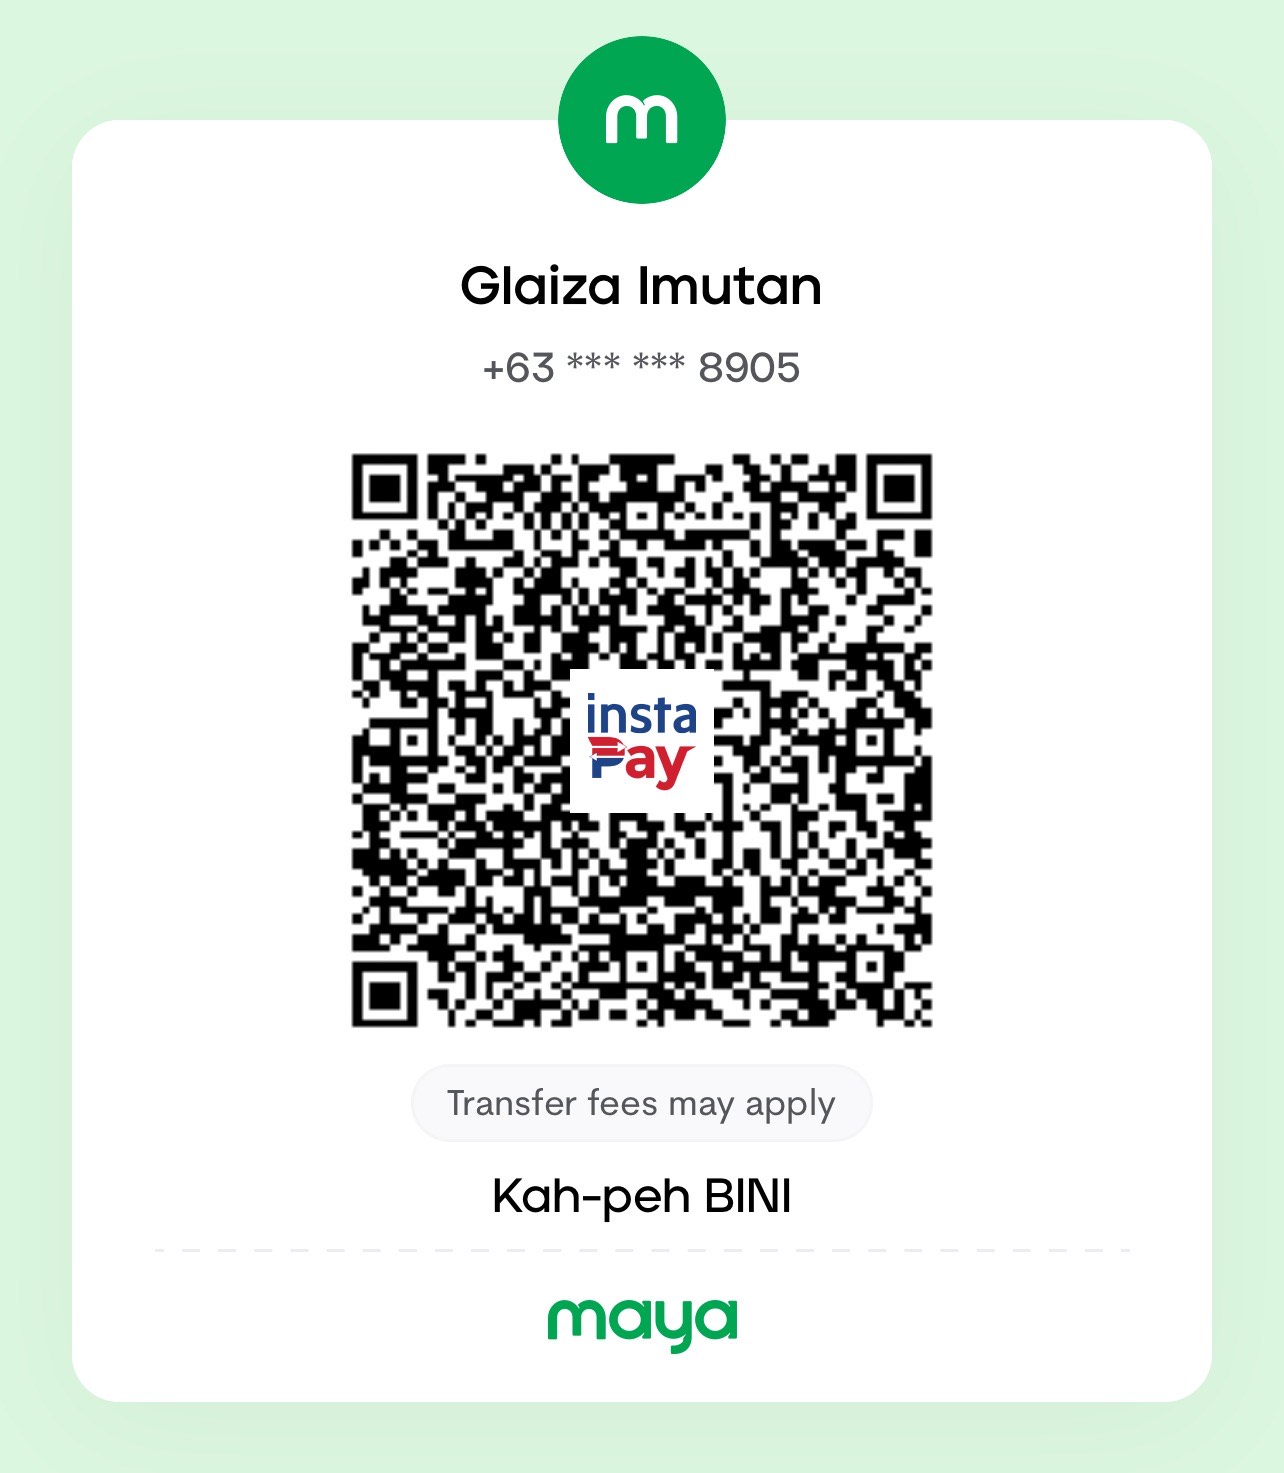 m
Glaiza Imutan
+63 *** *** 8905
insta
Pay
Transfer fees may apply
Kah-peh BINI
maya